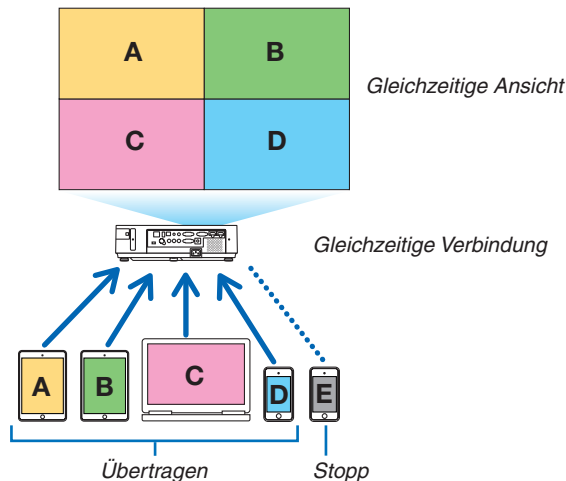 A B
Gleichzeitige Ansicht
C D
Gleichzeitige Verbindung
A B C D E
Übertragen Stopp